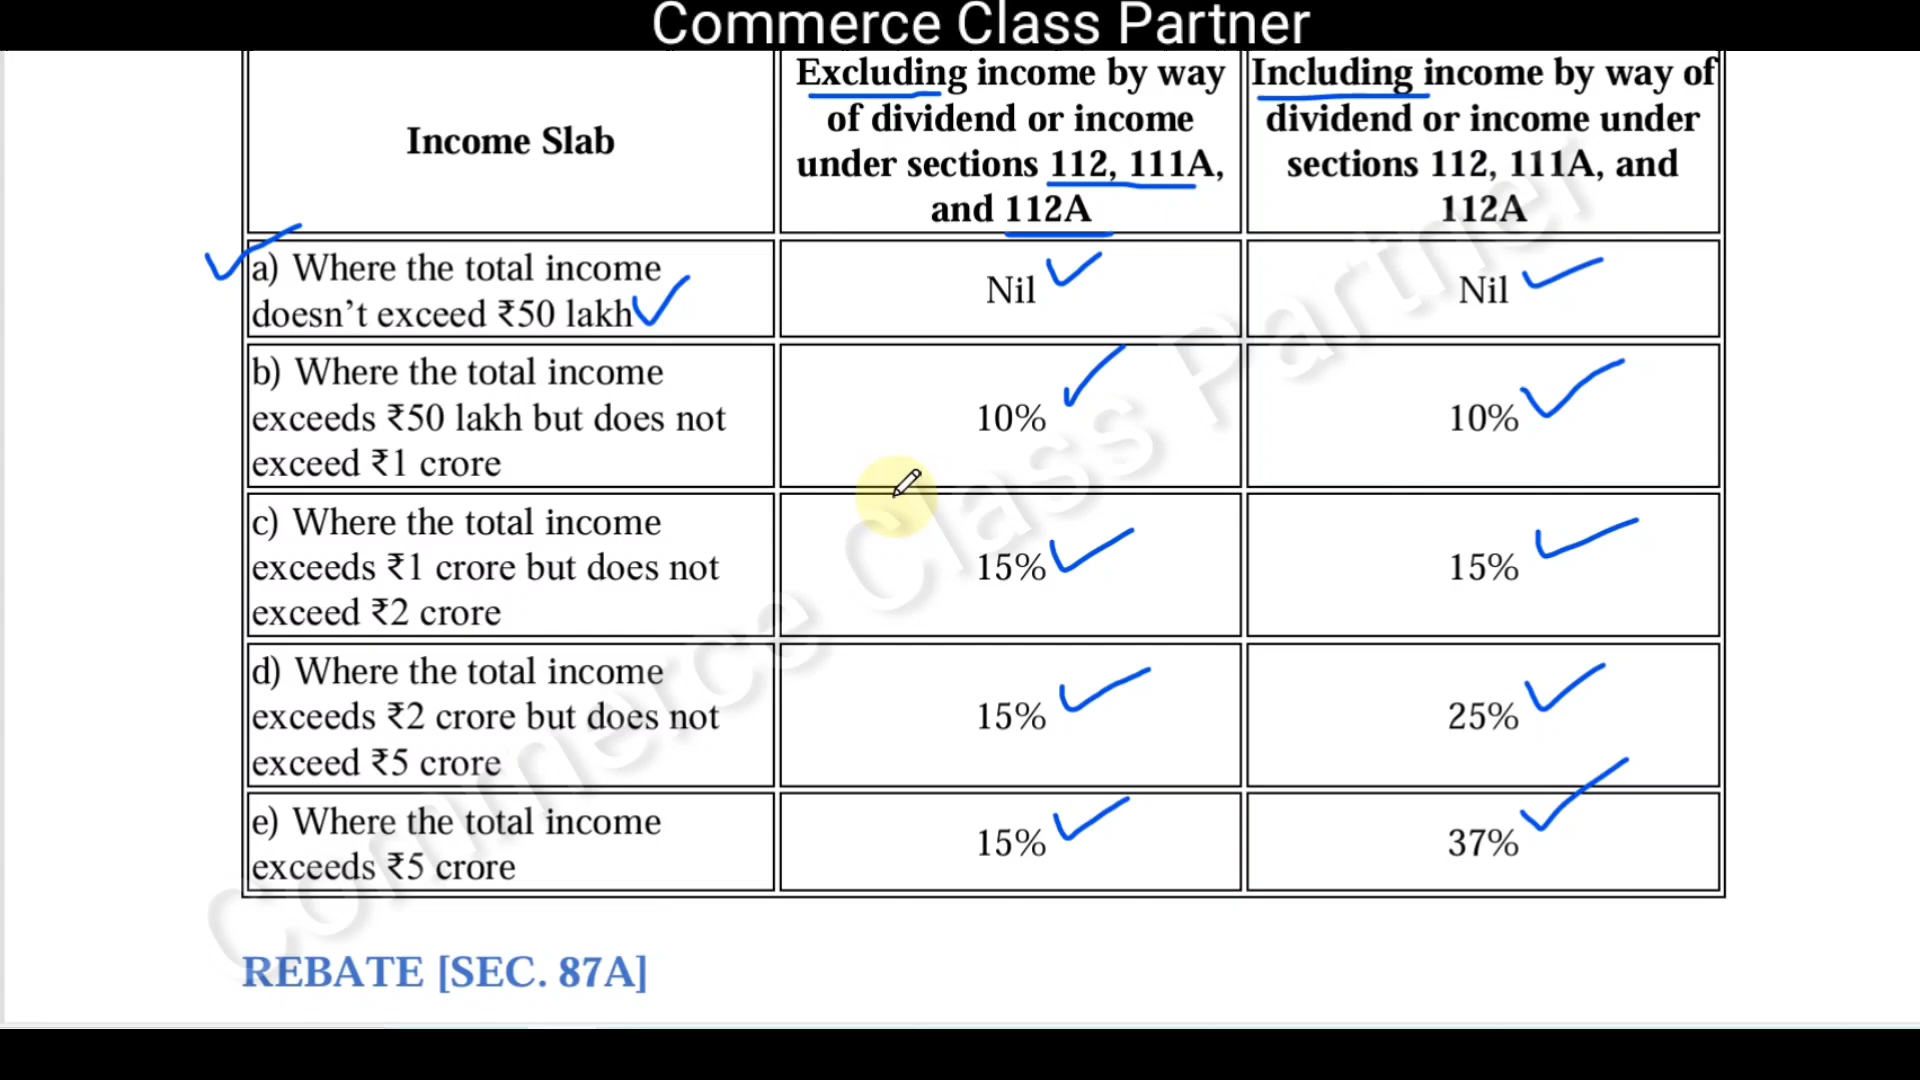 Commerce Class Partner
Income Slab
Excluding income by way
of dividend or income
under sections 112, 111A,
and 112A
Including income by way of
dividend or income under
sections 112, 111A, and
112A
a) Where the total income
doesn’t exceed ₹50 lakh
Nil
Nil
b) Where the total income
exceeds ₹50 lakh but does not
exceed ₹1 crore
10%
10%
c) Where the total income
exceeds ₹1 crore but does not
exceed ₹2 crore
15%
15%
d) Where the total income
exceeds ₹2 crore but does not
exceed ₹5 crore
15%
25%
e) Where the total income
exceeds ₹5 crore
15%
37%
Commerce Class Partner
REBATE [SEC. 87A]